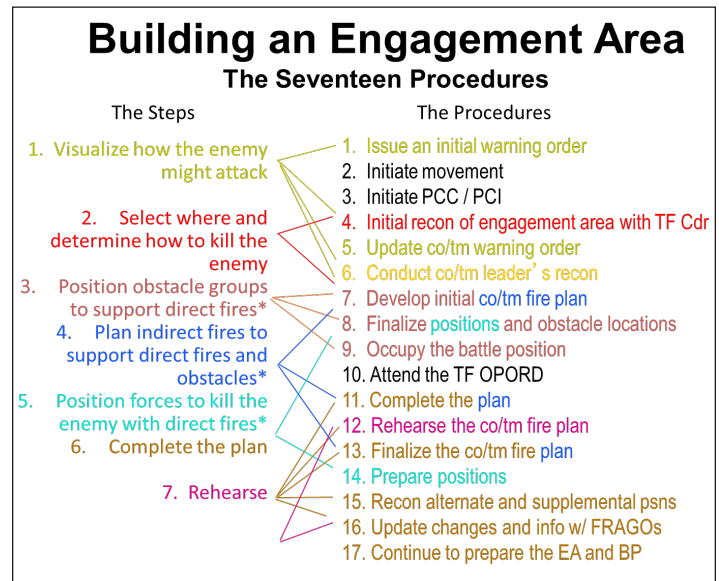 Building an Engagement Area
The Seventeen Procedures
The Steps
1. Visualize how the enemy
might attack
2. Select where and
determine how to kill the
enemy
3. Position obstacle groups
to support direct fires*
4. Plan indirect fires to
support direct fires and
obstacles*
5. Position forces to kill the
enemy with direct fires*
6. Complete the plan
7. Rehearse
The Procedures
1. Issue an initial warning order
2. Initiate movement
3. Initiate PCC / PCI
4. Initial recon of engagement area with TF Cdr
5. Update co/tm warning order
6. Conduct co/tm leader's recon
7. Develop initial co/tm fire plan
8. Finalize positions and obstacle locations
9. Occupy the battle position
10. Attend the TF OPORD
11. Complete the plan
12. Rehearse the co/tm fire plan
13. Finalize the co/tm fire plan
14. Prepare positions
15. Recon alternate and supplemental psns
16. Update changes and info w/ FRAGOs
17. Continue to prepare the EA and BP